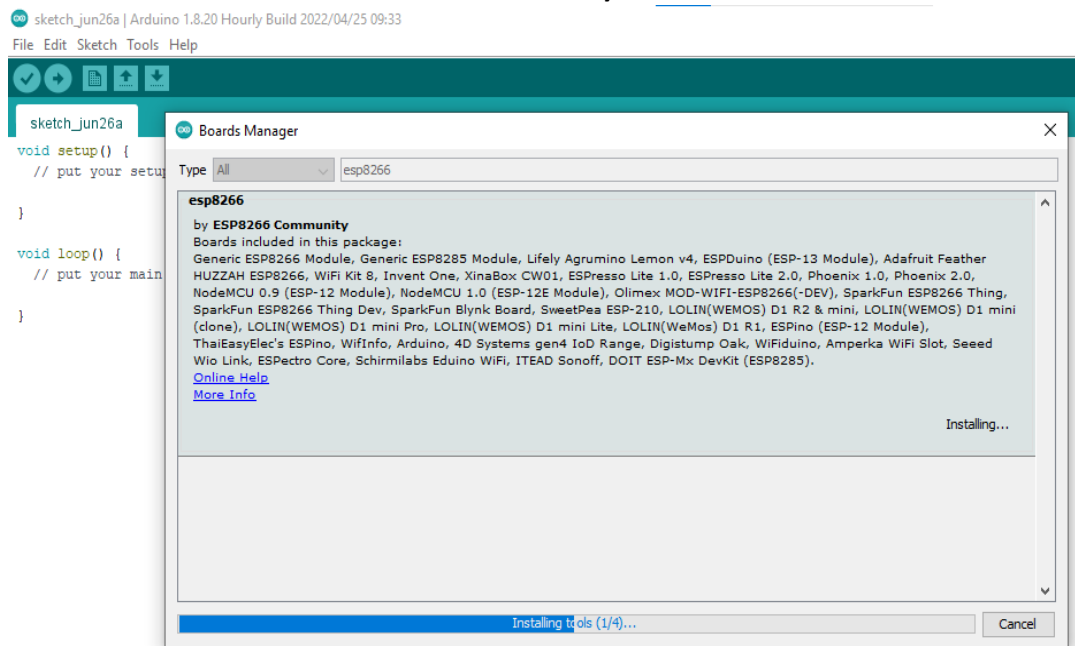 sketch_jun26a | Arduino 1.8.20 Hourly Build 2022/04/25 09:33
File Edit Sketch Tools Help
sketch_jun26a
void setup() {
// put your setup

}

void loop() {
// put your main

}
Boards Manager
Type All esp8266
esp8266
by ESP8266 Community
Boards included in this package:
Generic ESP8266 Module, Generic ESP8285 Module, Lifely Agrumino Lemon v4, ESPDuino (ESP-13 Module), Adafruit Feather
HUZZAH ESP8266, WiFi Kit 8, Invent One, XinaBox CW01, ESPresso Lite 1.0, ESPresso Lite 2.0, Phoenix 1.0, Phoenix 2.0,
NodeMCU 0.9 (ESP-12 Module), NodeMCU 1.0 (ESP-12E Module), Olimex MOD-WIFI-ESP8266(-DEV), SparkFun ESP8266 Thing,
SparkFun ESP8266 Thing Dev, SparkFun Blynk Board, SweetPea ESP-210, LOLIN(WEMOS) D1 R2 & mini, LOLIN(WEMOS) D1 mini
(clone), LOLIN(WEMOS) D1 mini Pro, LOLIN(WEMOS) D1 mini Lite, LOLIN(WeMos) D1 R1, ESPino (ESP-12 Module),
ThaiEasyElec's ESPino, WifInfo, Arduino, 4D Systems gen4 IoD Range, Digistump Oak, WiFiduino, Amperka WiFi Slot, Seeed
Wio Link, ESPectro Core, Schirmilabs Eduino WiFi, ITEAD Sonoff, DOIT ESP-Mx DevKit (ESP8285).
Online Help
More Info
Installing...
Installing tools (1/4)...
Cancel